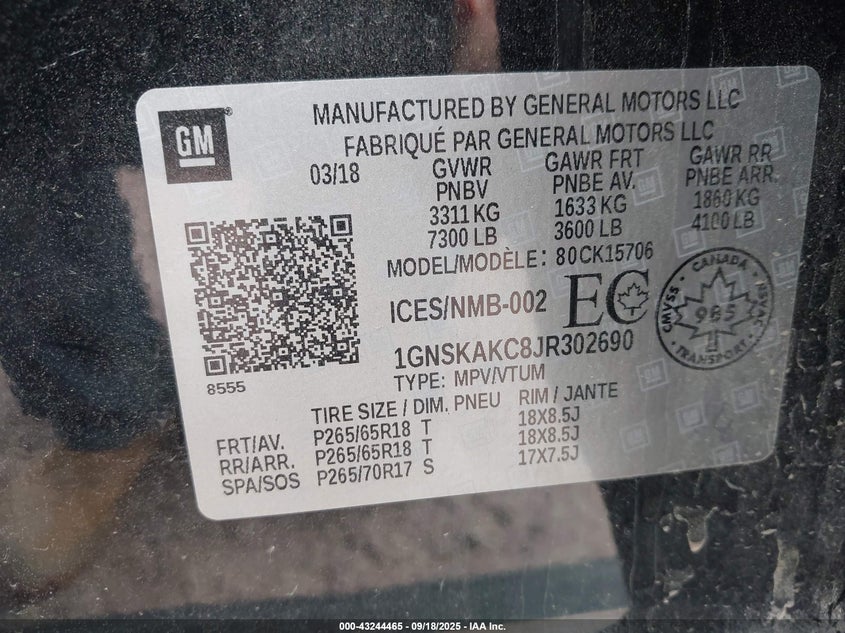 GM
MANUFACTURED BY GENERAL MOTORS LLC
FABRIQUÉ PAR GENERAL MOTORS LLC
03/18 GVWR GAWR FRT GAWR RR
PNBV PNBE AV. PNBE ARR.
3311 KG 1633 KG 1860 KG
7300 LB 3600 LB 4100 LB
MODEL/MODÈLE: 80CK15706
ICES/NMB-002 EC
CANADA
CMVSS 985 NSVAC
TRANSPORT
1GNSKAKC8JR302690
8555
TYPE: MPV/VTUM
TIRE SIZE / DIM. PNEU RIM / JANTE
FRT/AV. P265/65R18 T 18X8.5J
RR/ARR. P265/65R18 T 18X8.5J
SPA/SOS P265/70R17 S 17X7.5J
000-43244465 - 09/18/2025 - IAA Inc.